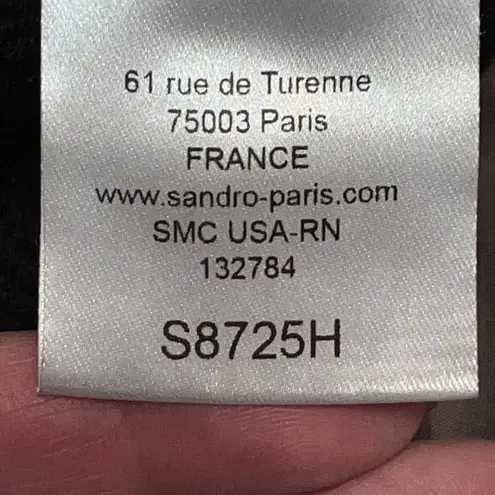 61 rue de Turenne
75003 Paris
FRANCE
www.sandro-paris.com
SMC USA-RN
132784
S8725H